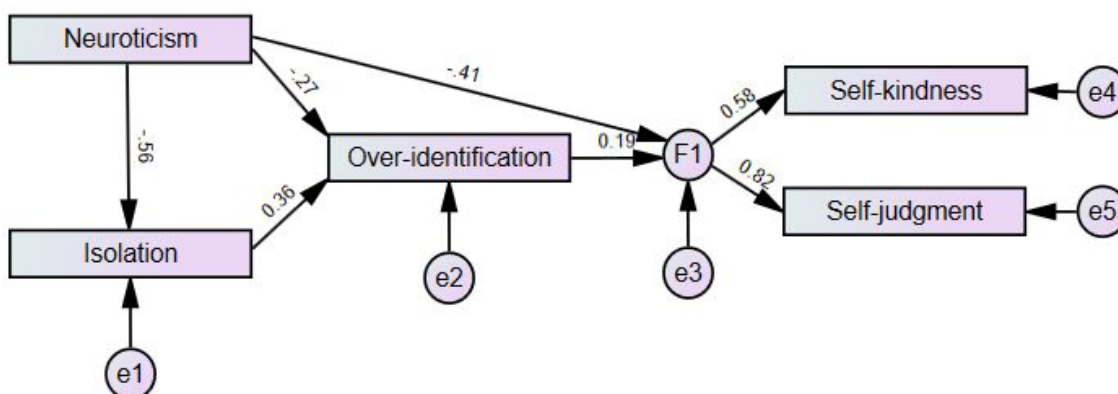 Neuroticism
-.41
-.27
Self-kindness
e4
0.58
-.56
Over-identification
0.19
F1
0.36
0.82
Self-judgment
e5
Isolation
e2
e3
e1